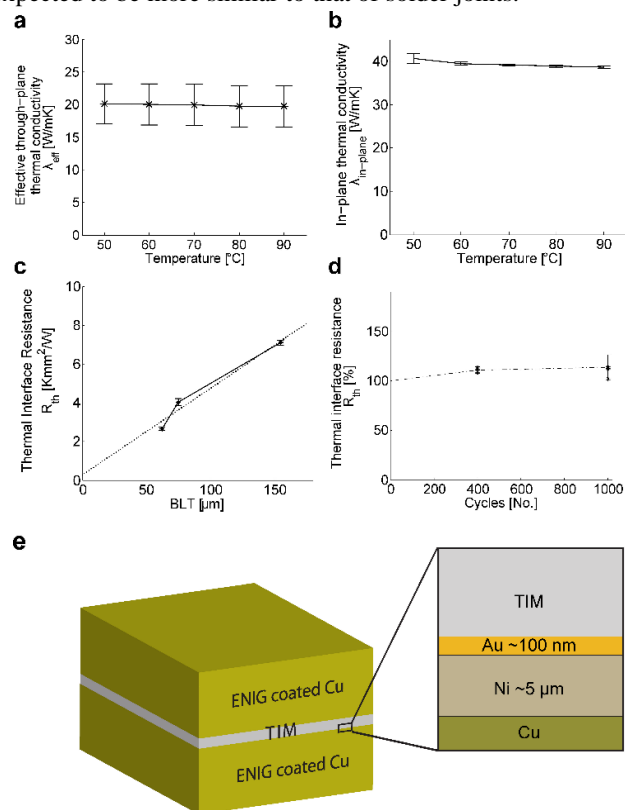 xpected to be more similar to that of solder joints.
a
Effective through-plane
thermal conductivity
λeff [W/mK]
30
25
20
15
10
5
0
50 60 70 80 90
Temperature [°C]
b
In-plane thermal conductivity
λin-plane [W/mK]
40
30
20
10
0
50 60 70 80 90
Temperature [°C]
c
Thermal Interface Resistance
Rth [Kmm²/W]
10
8
6
4
2
0
0 50 100 150
BLT [µm]
d
Thermal interface resistance
Rth [%]
150
100
50
0
0 200 400 600 800 1000
Cycles [No.]
e
ENIG coated Cu
TIM
ENIG coated Cu
TIM
Au ~100 nm
Ni ~5 µm
Cu